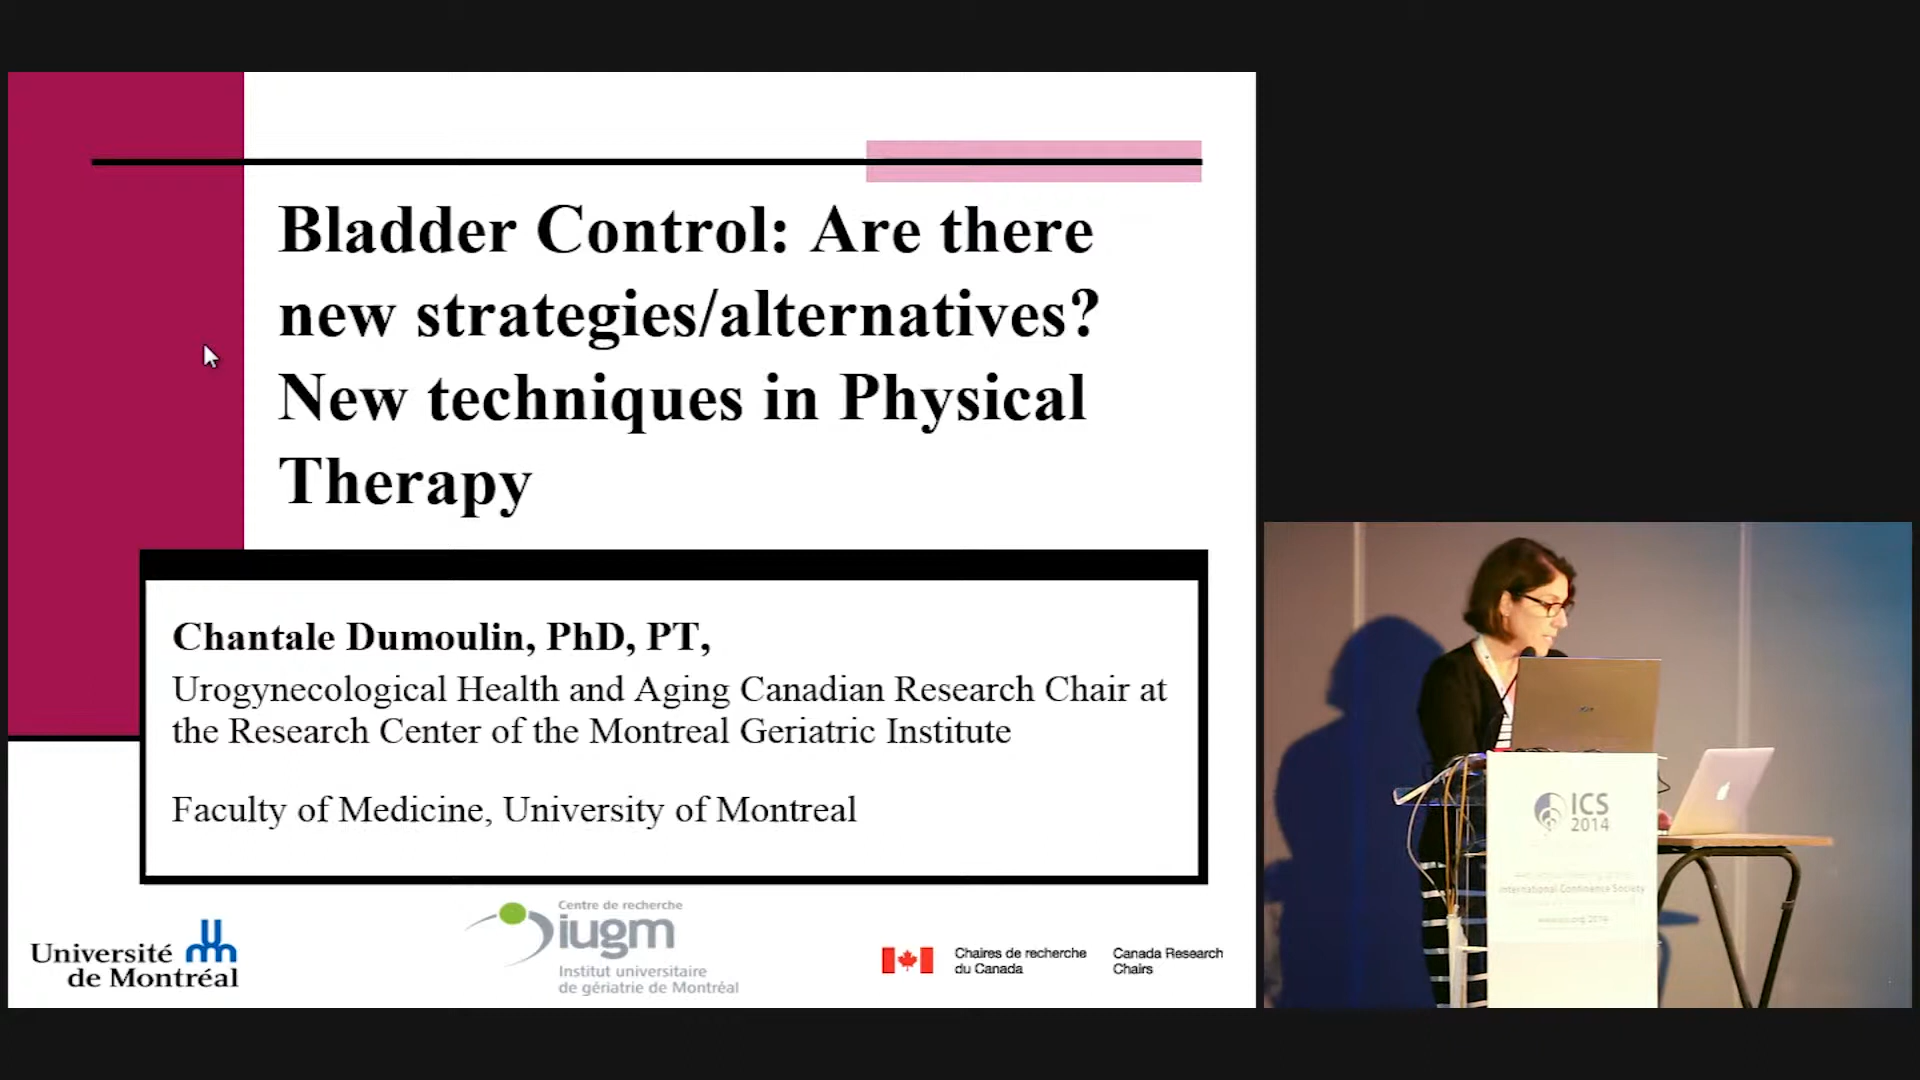 Bladder Control: Are there
new strategies/alternatives?
New techniques in Physical
Therapy
Chantale Dumoulin, PhD, PT,
Urogynecological Health and Aging Canadian Research Chair at
the Research Center of the Montreal Geriatric Institute
Faculty of Medicine, University of Montreal
Université
de Montréal
Centre de recherche
iugm
Institut universitaire
de gériatrie de Montréal
Chaires de recherche
du Canada
Canada Research
Chairs
ICS
2014
International Continence Society